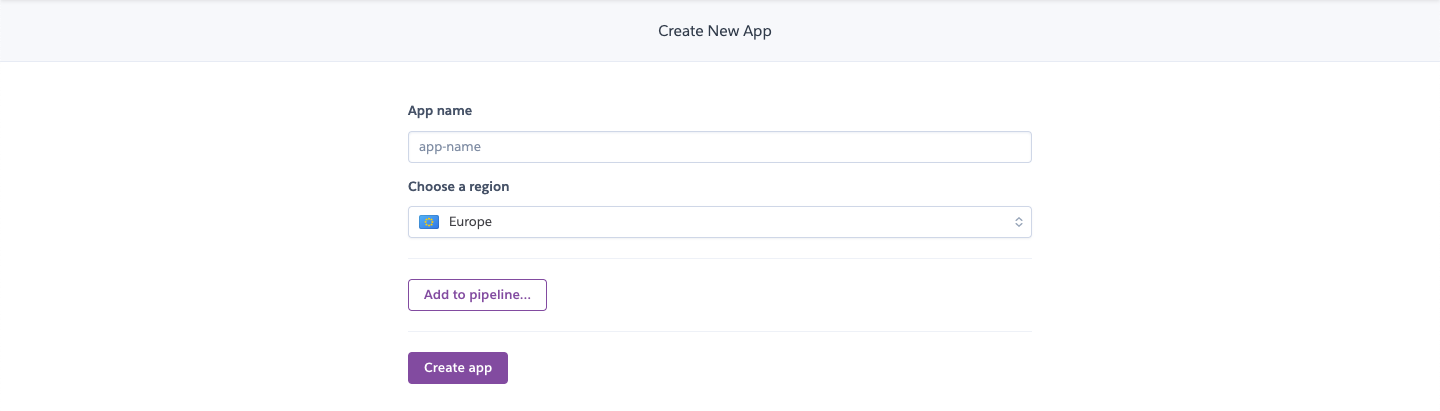 Create New App
App name
app-name
Choose a region
Europe
Add to pipeline...
Create app